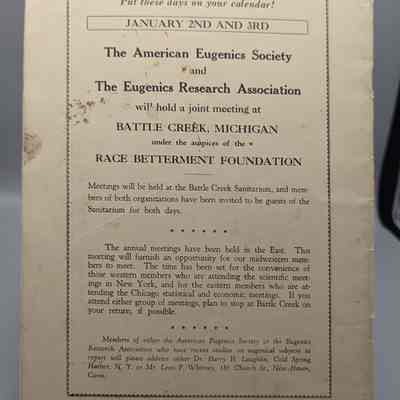 Put these days on your calendar!
JANUARY 2ND AND 3RD
The American Eugenics Society
and
The Eugenics Research Association
will hold a joint meeting at
BATTLE CREEK, MICHIGAN
under the auspices of the
RACE BETTERMENT FOUNDATION
Meetings will be held at the Battle Creek Sanitarium, and mem-
bers of both organizations have been invited to be guests of the
Sanitarium for both days.
* * * * * *
The annual meetings have been held in the East. This
meeting will furnish an opportunity for our midwestern mem-
bers to meet. The time has been set for the convenience of
those western members who are attending the scientific meet-
ings in New York, and for the eastern members who are at-
tending the Chicago statistical and economic meetings. If you
attend either group of meetings, plan to stop at Battle Creek on
your return, if possible.
* * * * * *
Members of either the American Eugenics Society or the Eugenics
Research Association who have recent studies on eugenical subjects to
report will please address either Dr. Harry H. Laughlin, Cold Spring
Harbor, N. Y. or Mr. Leon F. Whitney, 185 Church St., New Haven,
Conn.